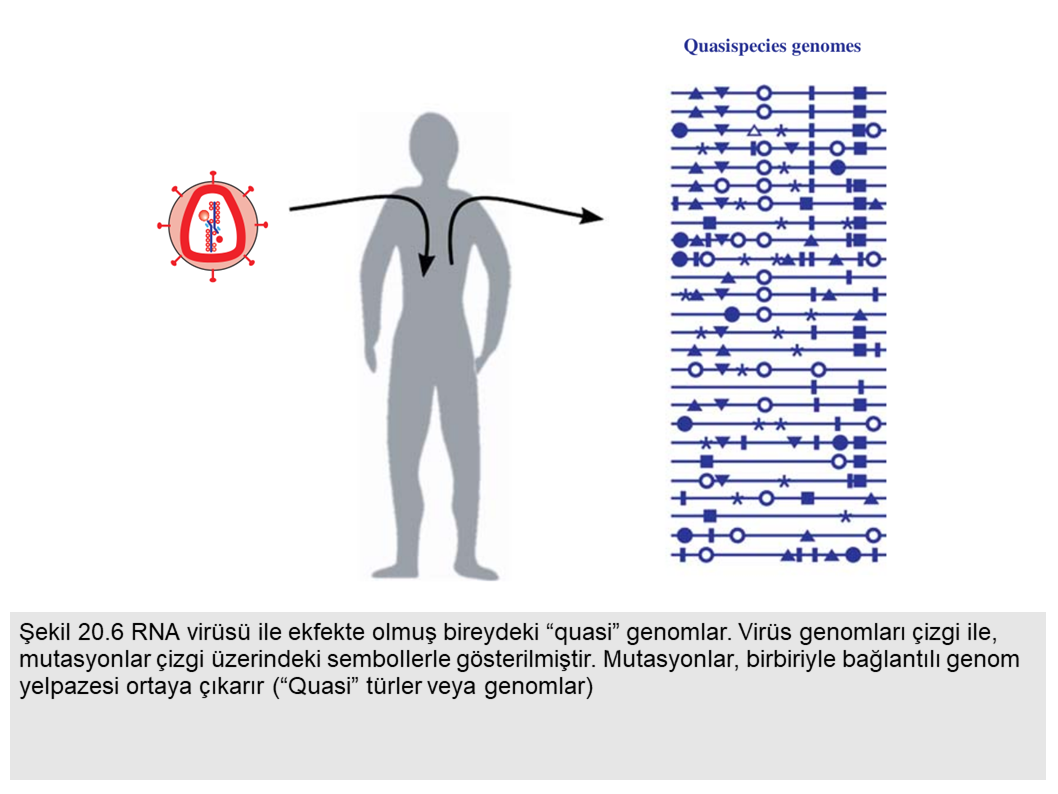 Quasispecies genomes
Şekil 20.6 RNA virüsü ile ekfekte olmuş bireydeki “quasi” genomlar. Virüs genomları çizgi ile,
mutasyonlar çizgi üzerindeki sembollerle gösterilmiştir. Mutasyonlar, birbiriyle bağlantılı genom
yelpazesi ortaya çıkarır (“Quasi” türler veya genomlar)